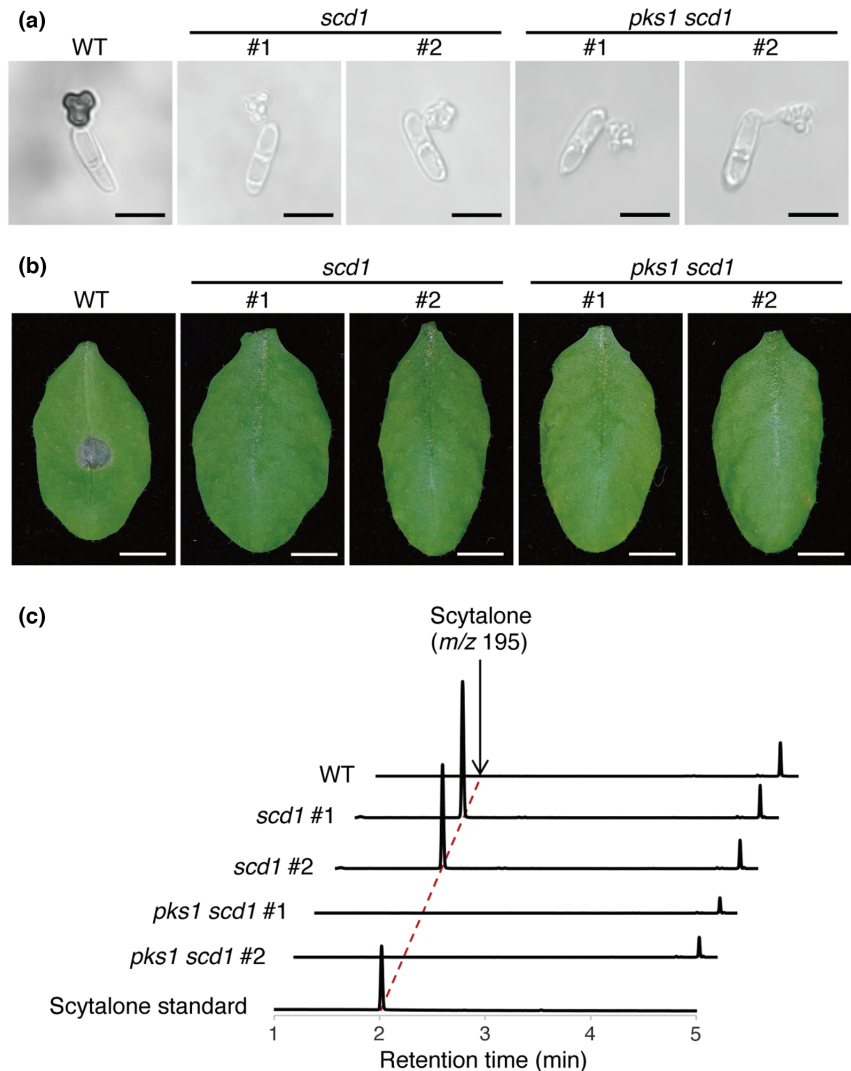 (a)
scd1
pks1 scd1
WT
#1
#2
#1
#2
(b)
scd1
pks1 scd1
WT
#1
#2
#1
#2
(c)
Scytalone
(m/z 195)
WT
scd1 #1
scd1 #2
pks1 scd1 #1
pks1 scd1 #2
Scytalone standard
1 2 3 4 5
Retention time (min)